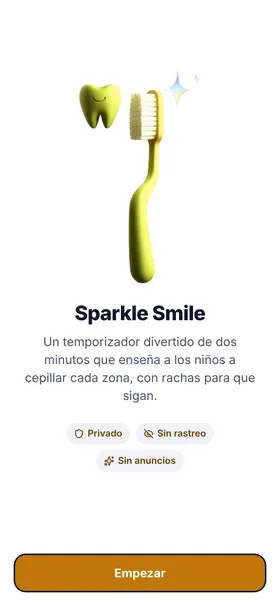 Sparkle Smile
Un temporizador divertido de dos
minutos que enseña a los niños a
cepillar cada zona, con rachas para que
sigan.
Privado
Sin rastreo
Sin anuncios
Empezar